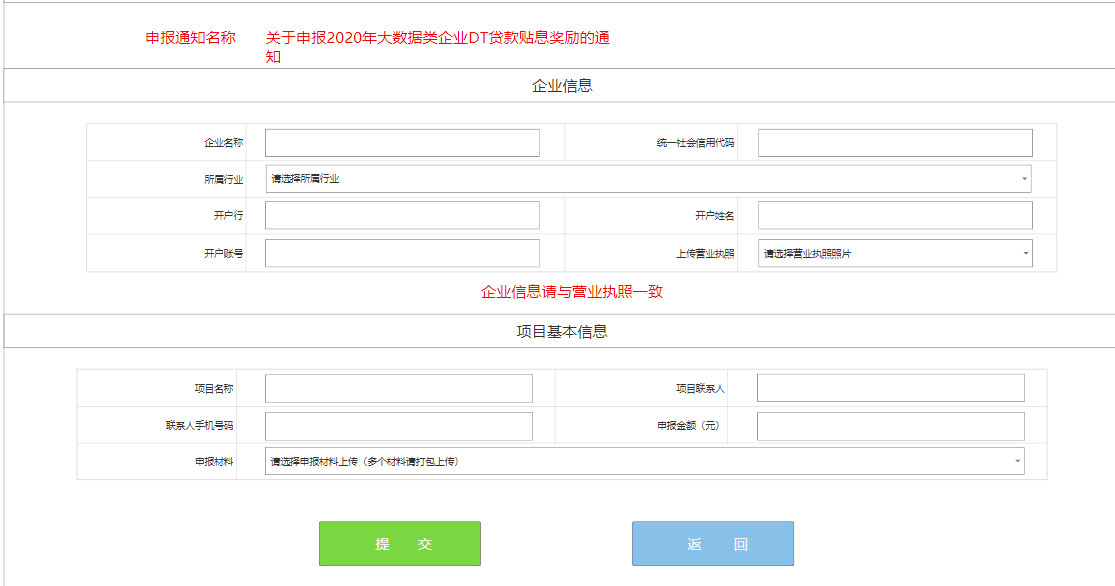 申报通知名称 关于申报2020年大数据类企业DT贷款贴息奖励的通
知
企业信息
企业名称 统一社会信用代码
所属行业 请选择所属行业
开户行 开户姓名
开户账号 上传营业执照 请选择营业执照照片
企业信息请与营业执照一致
项目基本信息
项目名称 项目联系人
联系人手机号码 申报金额（元）
申报材料 请选择申报材料上传（多个材料请打包上传）
提 交 返 回